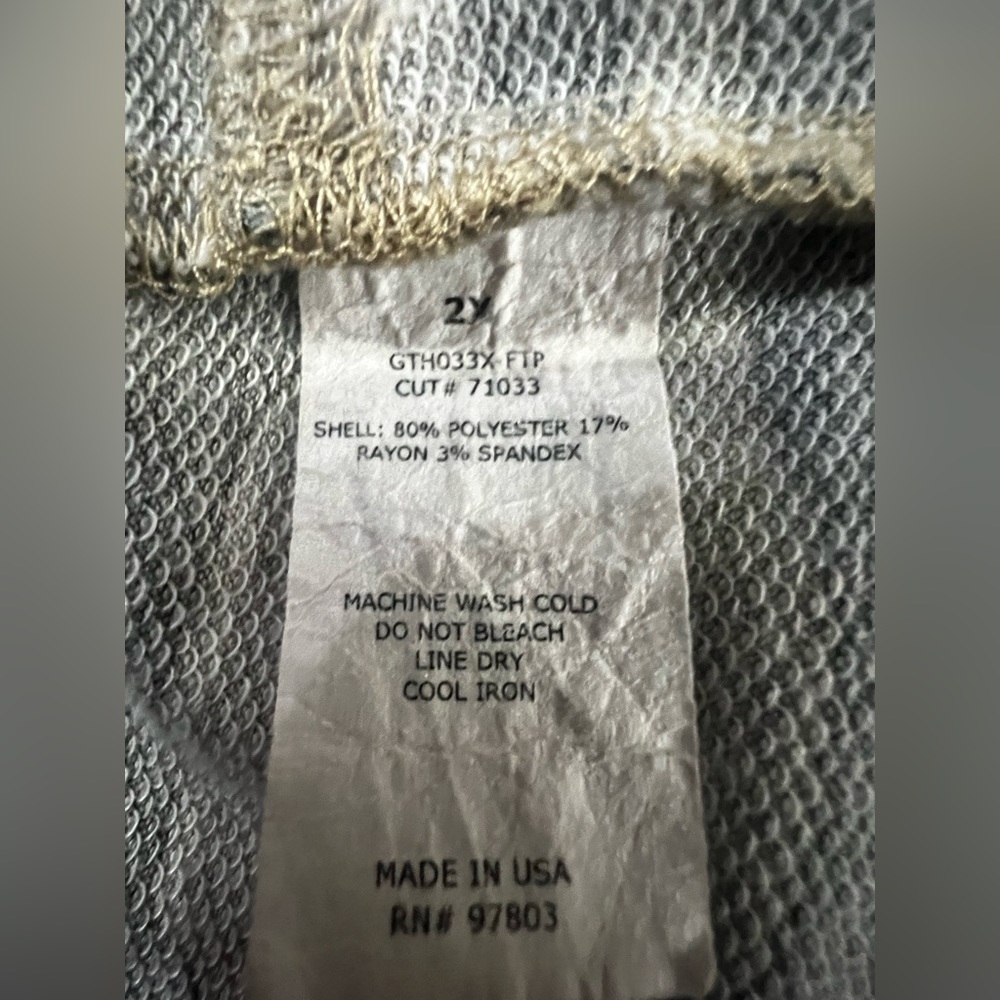 2X
GTH033X-FTP
CUT# 71033
SHELL: 80% POLYESTER 17%
RAYON 3% SPANDEX
MACHINE WASH COLD
DO NOT BLEACH
LINE DRY
COOL IRON
MADE IN USA
RN# 97803